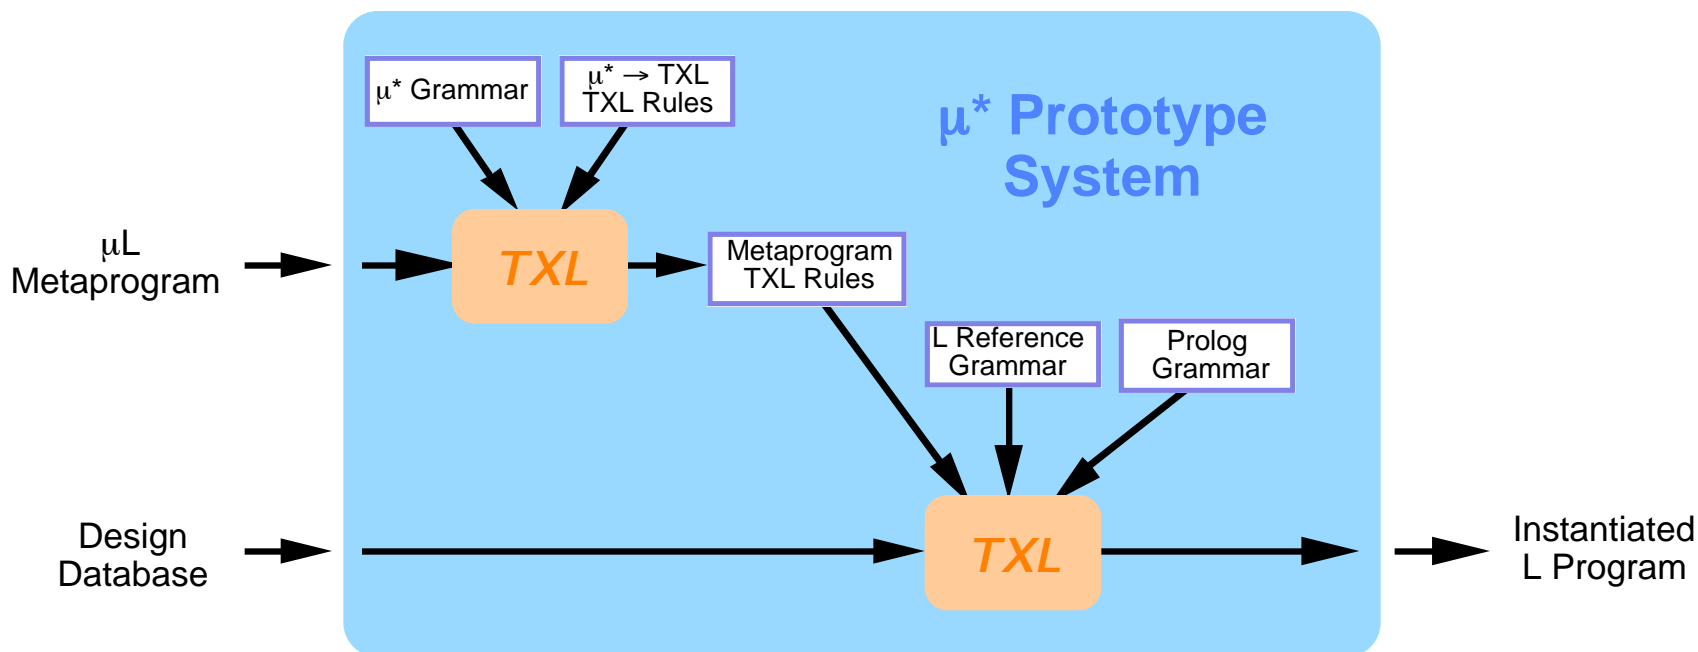 μ* Grammar
μ* → TXL
TXL Rules
μ* Prototype
System
μL
Metaprogram
TXL
Metaprogram
TXL Rules
L Reference
Grammar
Prolog
Grammar
Design
Database
TXL
Instantiated
L Program